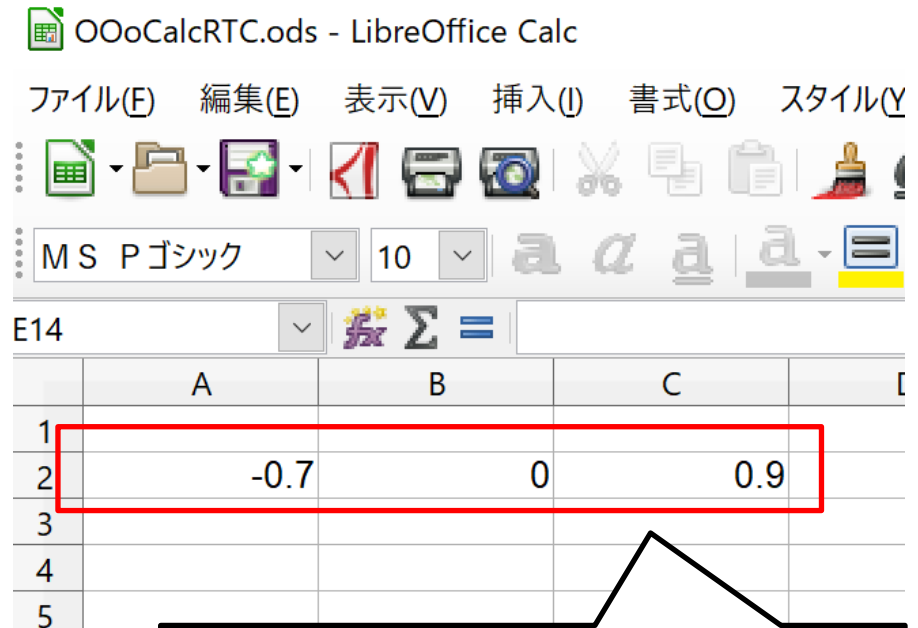 OOoCalcRTC.ods - LibreOffice Calc
ファイル(F) 編集(E) 表示(V) 挿入(I) 書式(O) スタイル(Y
ＭＳ Ｐゴシック 10 a a a a
E14 fx Σ =
A B C
1
2 -0.7 0 0.9
3
4
5